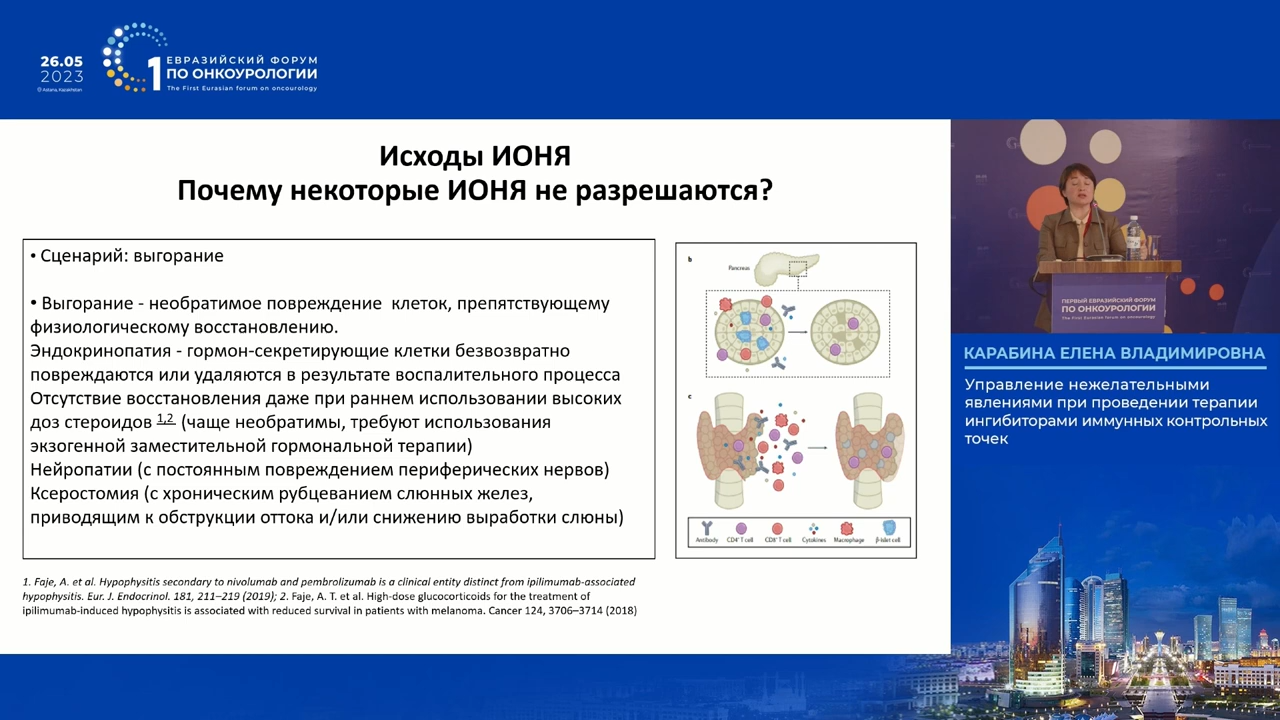 26.05
2023
Astana, Kazakhstan
1 ЕВРАЗИЙСКИЙ ФОРУМ
ПО ОНКОУРОЛОГИИ
The First Eurasian forum on oncourology
Исходы ИОНЯ
Почему некоторые ИОНЯ не разрешаются?
• Сценарий: выгорание
• Выгорание - необратимое повреждение клеток, препятствующему
физиологическому восстановлению.
Эндокринопатия - гормон-секретирующие клетки безвозвратно
повреждаются или удаляются в результате воспалительного процесса
Отсутствие восстановления даже при раннем использовании высоких
доз стероидов 1,2 (чаще необратимы, требуют использования
экзогенной заместительной гормональной терапии)
Нейропатии (с постоянным повреждением периферических нервов)
Ксеростомия (с хроническим рубцеванием слюнных желез,
приводящим к обструкции оттока и/или снижению выработки слюны)
b
Pancreas
c
Antibody CD4⁺ T cell CD8⁺ T cell Cytokines Macrophage β-Islet cell
1. Faje, A. et al. Hypophysitis secondary to nivolumab and pembrolizumab is a clinical entity distinct from ipilimumab-associated
hypophysitis. Eur. J. Endocrinol. 181, 211–219 (2019); 2. Faje, A. T. et al. High-dose glucocorticoids for the treatment of
ipilimumab-induced hypophysitis is associated with reduced survival in patients with melanoma. Cancer 124, 3706–3714 (2018)
ПЕРВЫЙ ЕВРАЗИЙСКИЙ ФОРУМ
ПО ОНКОУРОЛОГИИ
The First Eurasian forum on oncourology
КАРАБИНА ЕЛЕНА ВЛАДИМИРОВНА
Управление нежелательными
явлениями при проведении терапии
ингибиторами иммунных контрольных
точек